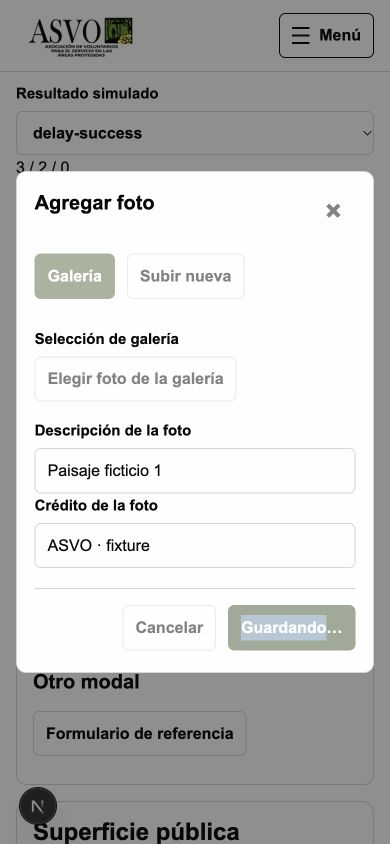 ASVO
ASOCIACIÓN DE VOLUNTARIOS
PARA EL SERVICIO EN LAS
ÁREAS PROTEGIDAS
Menú
Resultado simulado
delay-success
3 / 2 / 0
Agregar foto
×
Galería
Subir nueva
Selección de galería
Elegir foto de la galería
Descripción de la foto
Paisaje ficticio 1
Crédito de la foto
ASVO · fixture
Cancelar
Guardando...
Otro modal
Formulario de referencia
N
Superficie pública